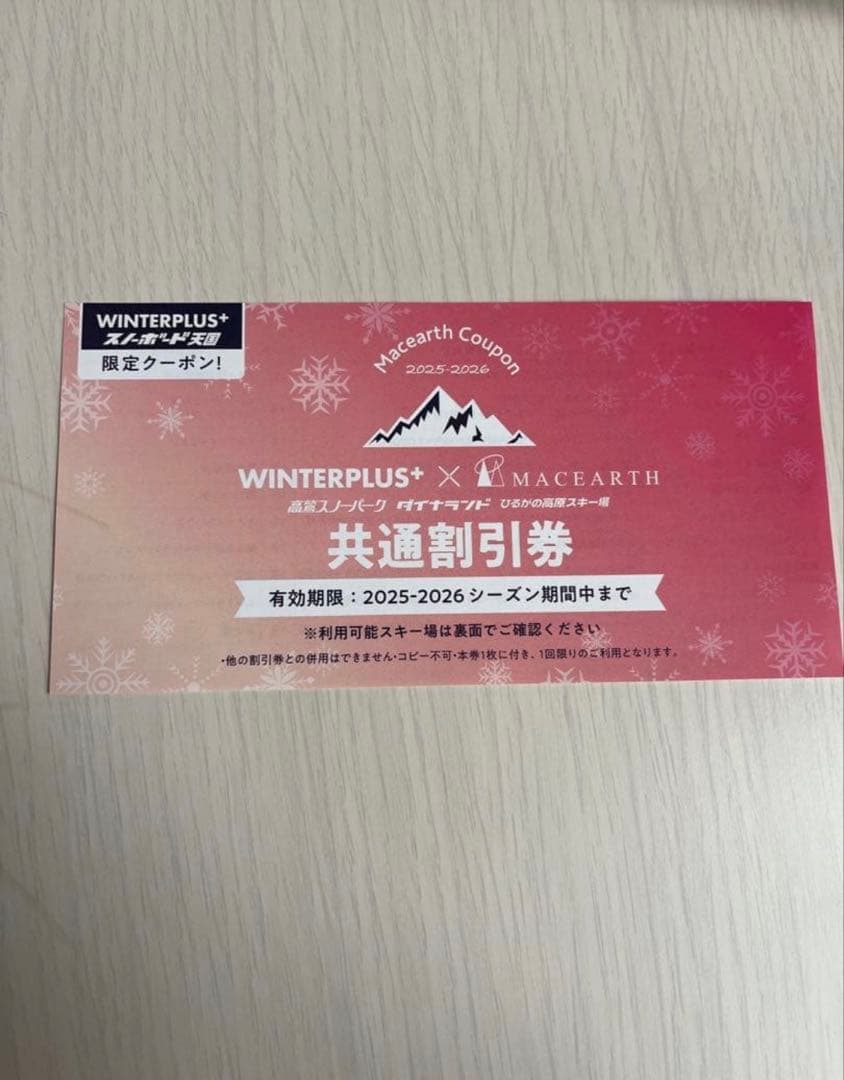 WINTERPLUS+
スノーボード天国
限定クーポン!
Macearth Coupon
2025-2026
WINTERPLUS+ × MACEARTH
高鷲スノーパーク ダイナランド ひるがの高原スキー場
共通割引券
有効期限：2025-2026シーズン期間中まで
※利用可能スキー場は裏面でご確認ください
・他の割引券との併用はできません・コピー不可・本券1枚に付き、1回限りのご利用となります。